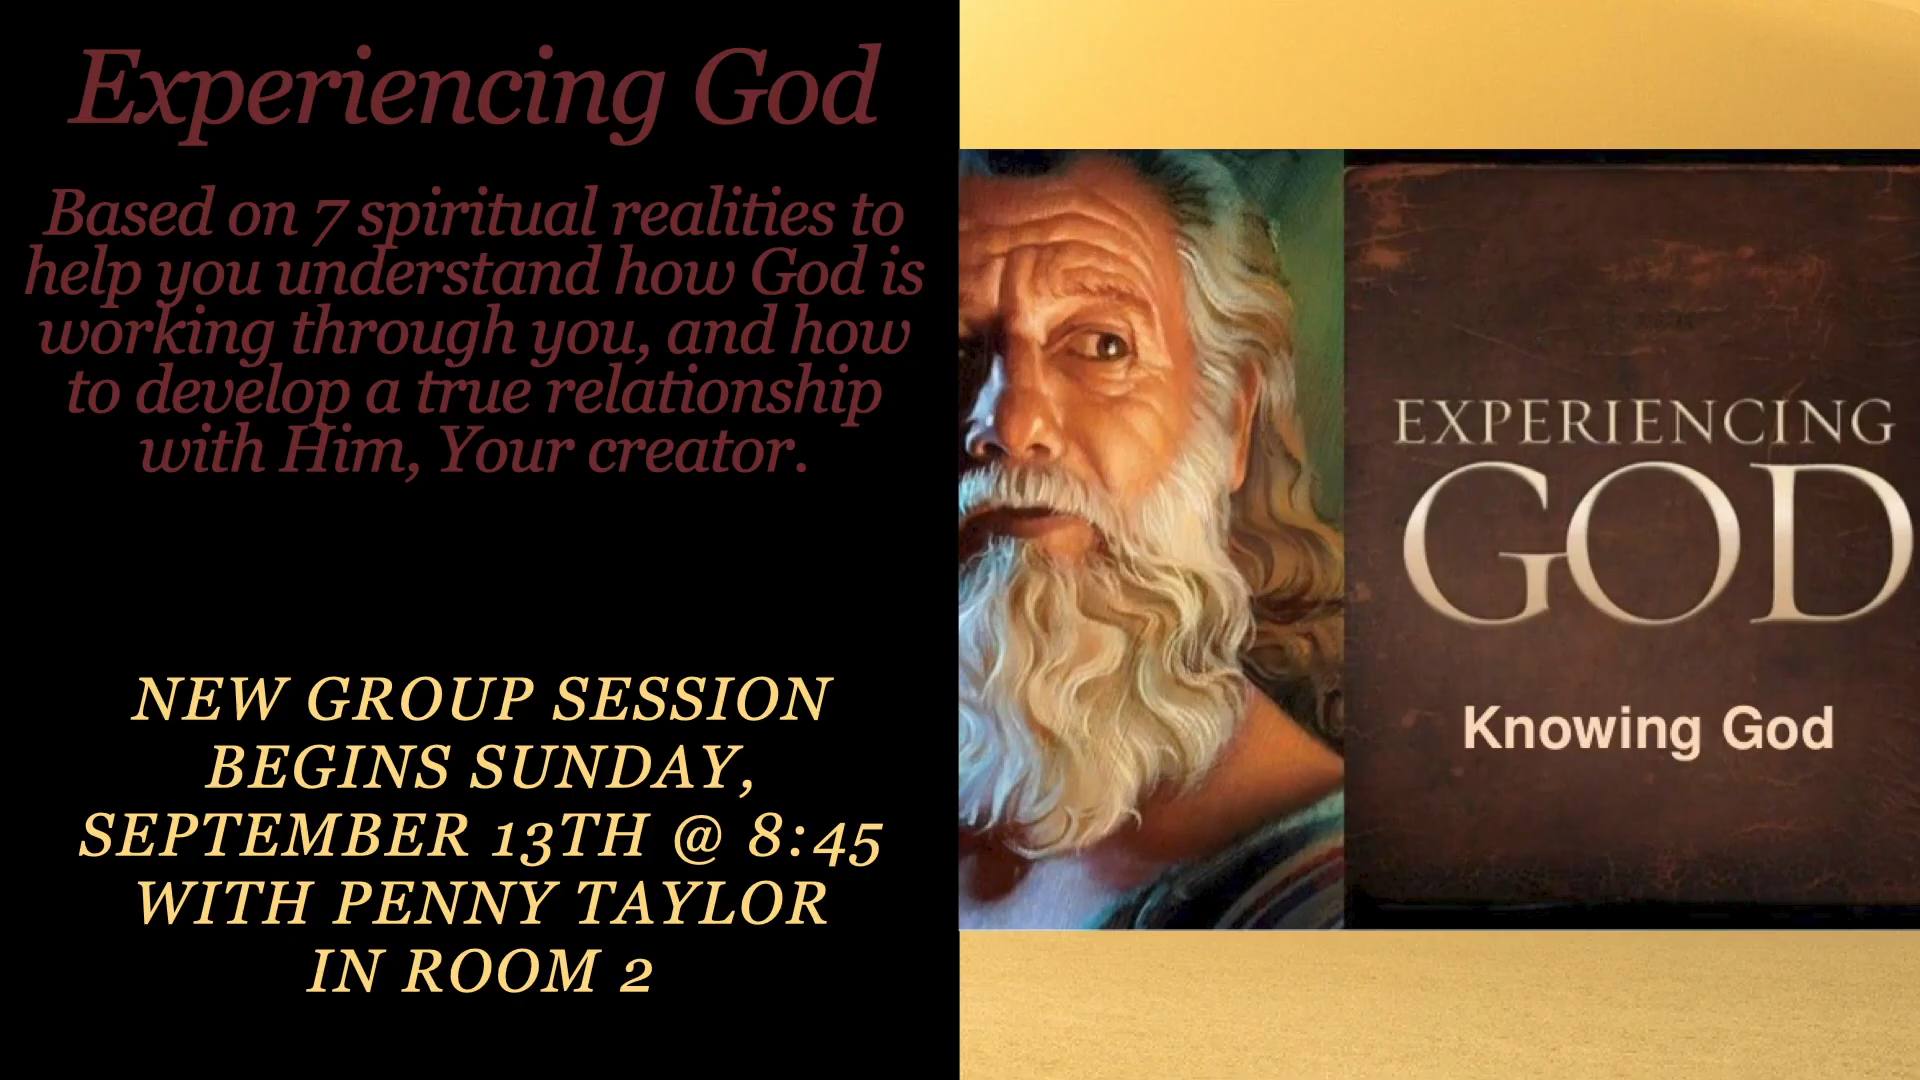 Experiencing God
Based on 7 spiritual realities to
help you understand how God is
working through you, and how
to develop a true relationship
with Him, Your creator.
NEW GROUP SESSION
BEGINS SUNDAY,
SEPTEMBER 13TH @ 8:45
WITH PENNY TAYLOR
IN ROOM 2
EXPERIENCING
GOD
Knowing God